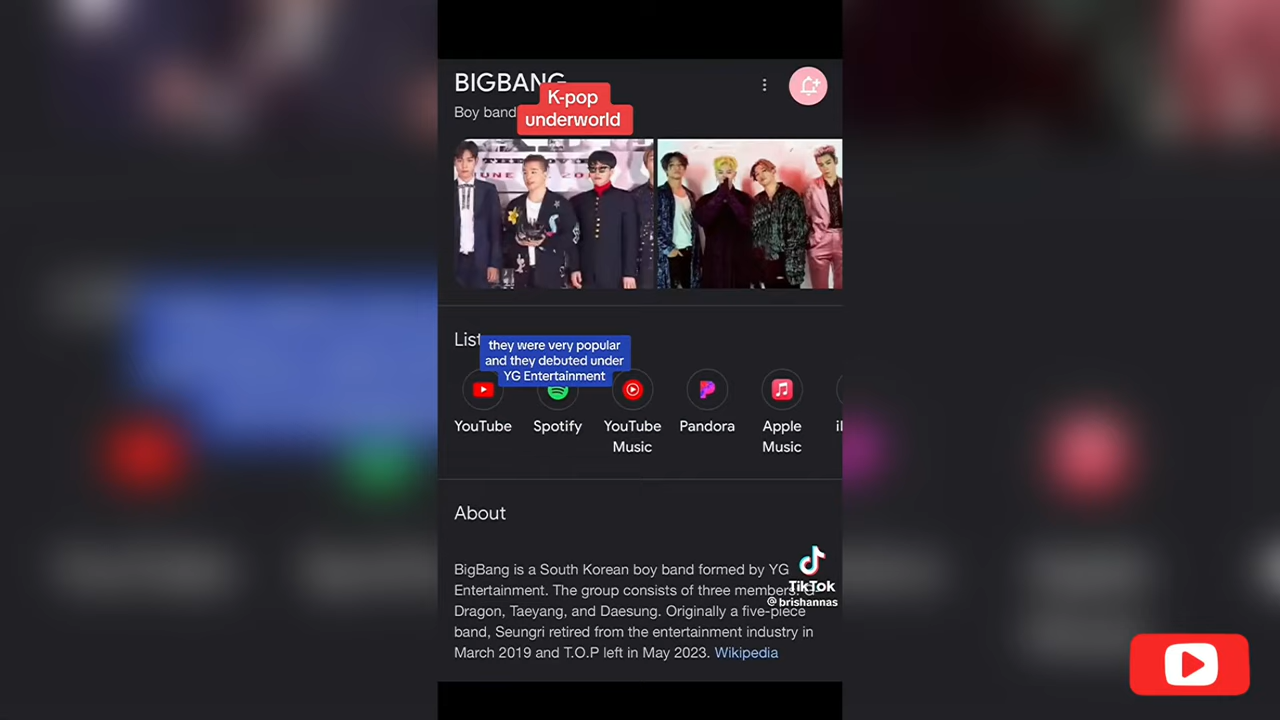 BIGBANG
Boy band
K-pop
underworld
JUNE
THE
List
they were very popular
and they debuted under
YG Entertainment
YouTube
Spotify
YouTube
Music
Pandora
Apple
Music
About
BigBang is a South Korean boy band formed by YG
Entertainment. The group consists of three members: G-
Dragon, Taeyang, and Daesung. Originally a five-piece
band, Seungri retired from the entertainment industry in
March 2019 and T.O.P left in May 2023. Wikipedia
TikTok
@brishannas